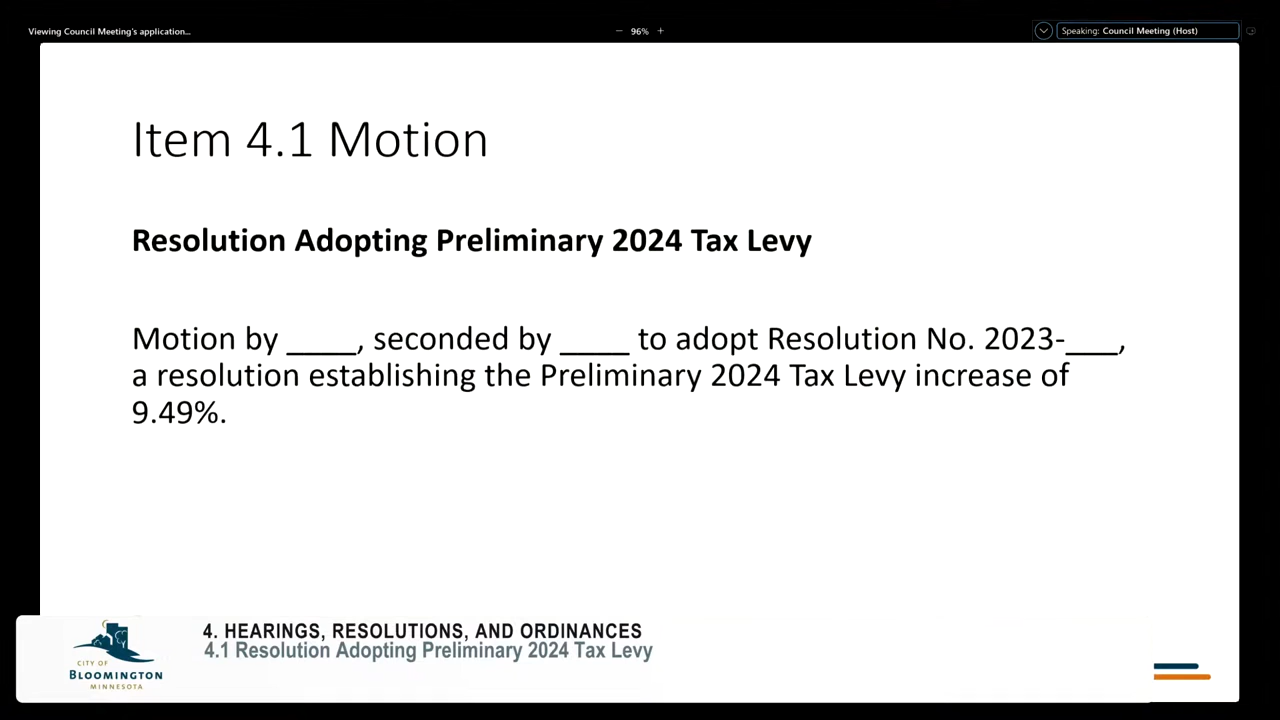 Viewing Council Meeting's application...
− 96% +
Speaking: Council Meeting (Host)
Item 4.1 Motion
Resolution Adopting Preliminary 2024 Tax Levy
Motion by ____, seconded by ____ to adopt Resolution No. 2023-___,
a resolution establishing the Preliminary 2024 Tax Levy increase of
9.49%.
4. HEARINGS, RESOLUTIONS, AND ORDINANCES
4.1 Resolution Adopting Preliminary 2024 Tax Levy
CITY OF
BLOOMINGTON
MINNESOTA